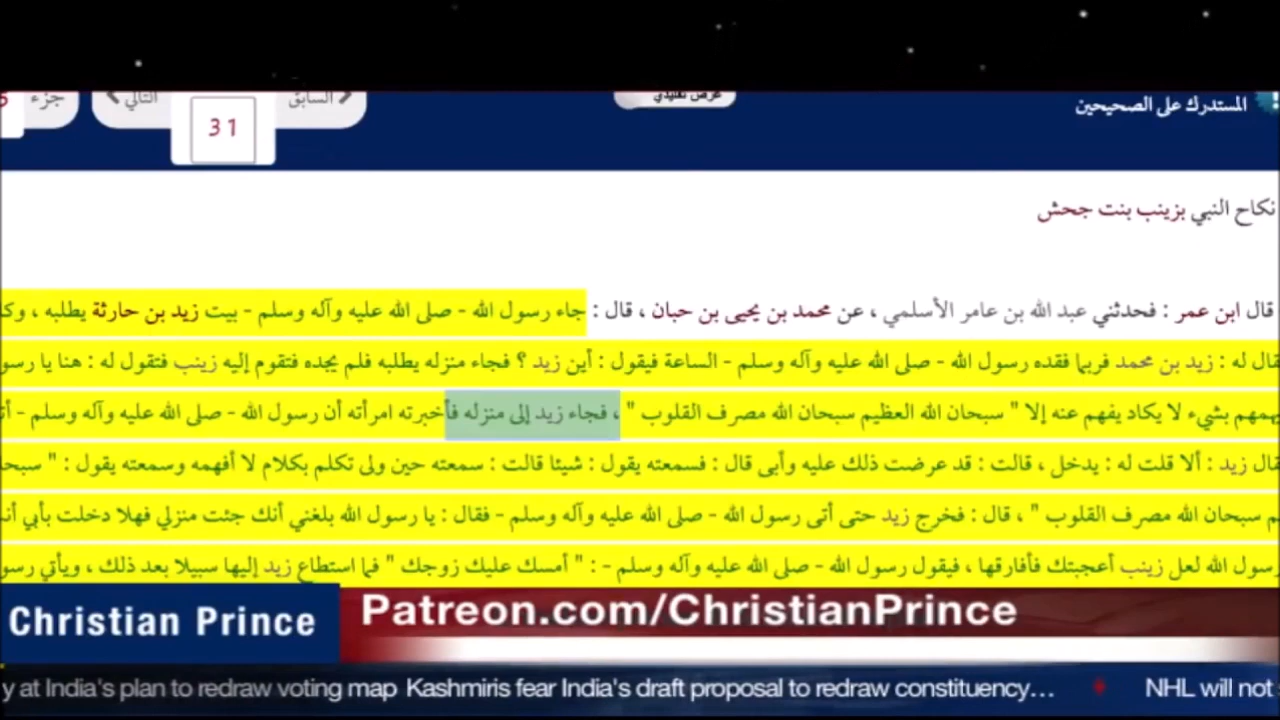 جزء
التالي
السابق
31
عرض تقليدي
المستدرك على الصحيحين
نكاح النبي بزينب بنت جحش
قال ابن عمر : فحدثني عبد الله بن عامر الأسلمي ، عن محمد بن يحيى بن حبان ، قال : جاء رسول الله - صلى الله عليه وآله وسلم - بيت زيد بن حارثة يطلبه ، وكا
قال له : زيد بن محمد فربما فقده رسول الله - صلى الله عليه وآله وسلم - الساعة فيقول : أين زيد ؟ فجاء منزله يطلبه فلم يجده فتقوم إليه زينب فتقول له : هنا يا رسو
يهمهم بشيء لا يكاد يفهم عنه إلا " سبحان الله العظيم سبحان الله مصرف القلوب " ، فجاء زيد إلى منزله فأخبرته امرأته أن رسول الله - صلى الله عليه وآله وسلم - أت
قال زيد : ألا قلت له : يدخل ، قالت : قد عرضت ذلك عليه وأبى قال : فسمعته يقول : شيئا قالت : سمعته حين ولى تكلم بكلام لا أفهمه وسمعته يقول : " سبحا
م سبحان الله مصرف القلوب " ، قال : فخرج زيد حتى أتى رسول الله - صلى الله عليه وآله وسلم - فقال : يا رسول الله بلغني أنك جئت منزلي فهلا دخلت بأبي أنت
رسول الله لعل زينب أعجبتك فأفارقها ، فيقول رسول الله - صلى الله عليه وآله وسلم - : " أمسك عليك زوجك " فما استطاع زيد إليها سبيلا بعد ذلك ، ويأتي رسو
Christian Prince
Patreon.com/ChristianPrince
y at India's plan to redraw voting map Kashmiris fear India's draft proposal to redraw constituency… NHL will not